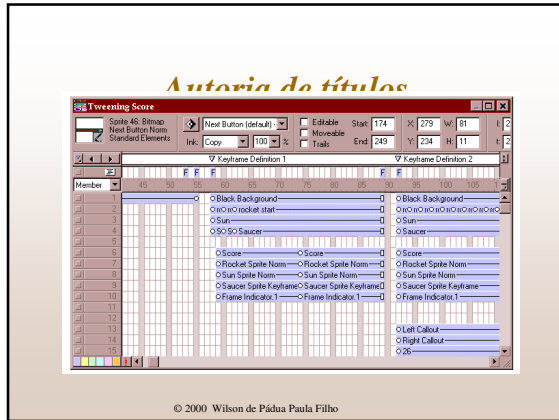 Autoria de títulos
Tweening Score
Sprite 46: Bitmap
Next Button Norm
Standard Elements
Next Button (default) -
Ink: Copy 100 %
Editable
Moveable
Trails
Start: 174
End: 249
X: 279 W: 81
Y: 234 H: 11
l: 2
t: 2
Keyframe Definition 1 Keyframe Definition 2
F F F F F
Member 45 50 55 60 65 70 75 80 85 90 95 100 105
1 Black Background Black Background
2 rocket start
3 Sun Sun
4 SO SO Saucer Saucer
5
6 Score Score Score
7 Rocket Sprite Norm Rocket Sprite Norm Rocket Sprite Norm
8 Sun Sprite Norm Sun Sprite Norm Sun Sprite Norm
9 Saucer Sprite Keyframe Saucer Sprite Keyframe Saucer Sprite Keyframe
10 Frame Indicator.1 Frame Indicator.1 Frame Indicator.1
11
12
13 Left Callout
14 Right Callout
15 26
© 2000 Wilson de Pádua Paula Filho